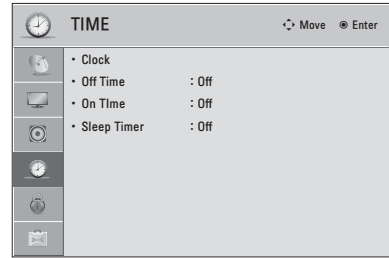 TIME Move Enter
• Clock
• Off Time : Off
• On TIme : Off
• Sleep Timer : Off